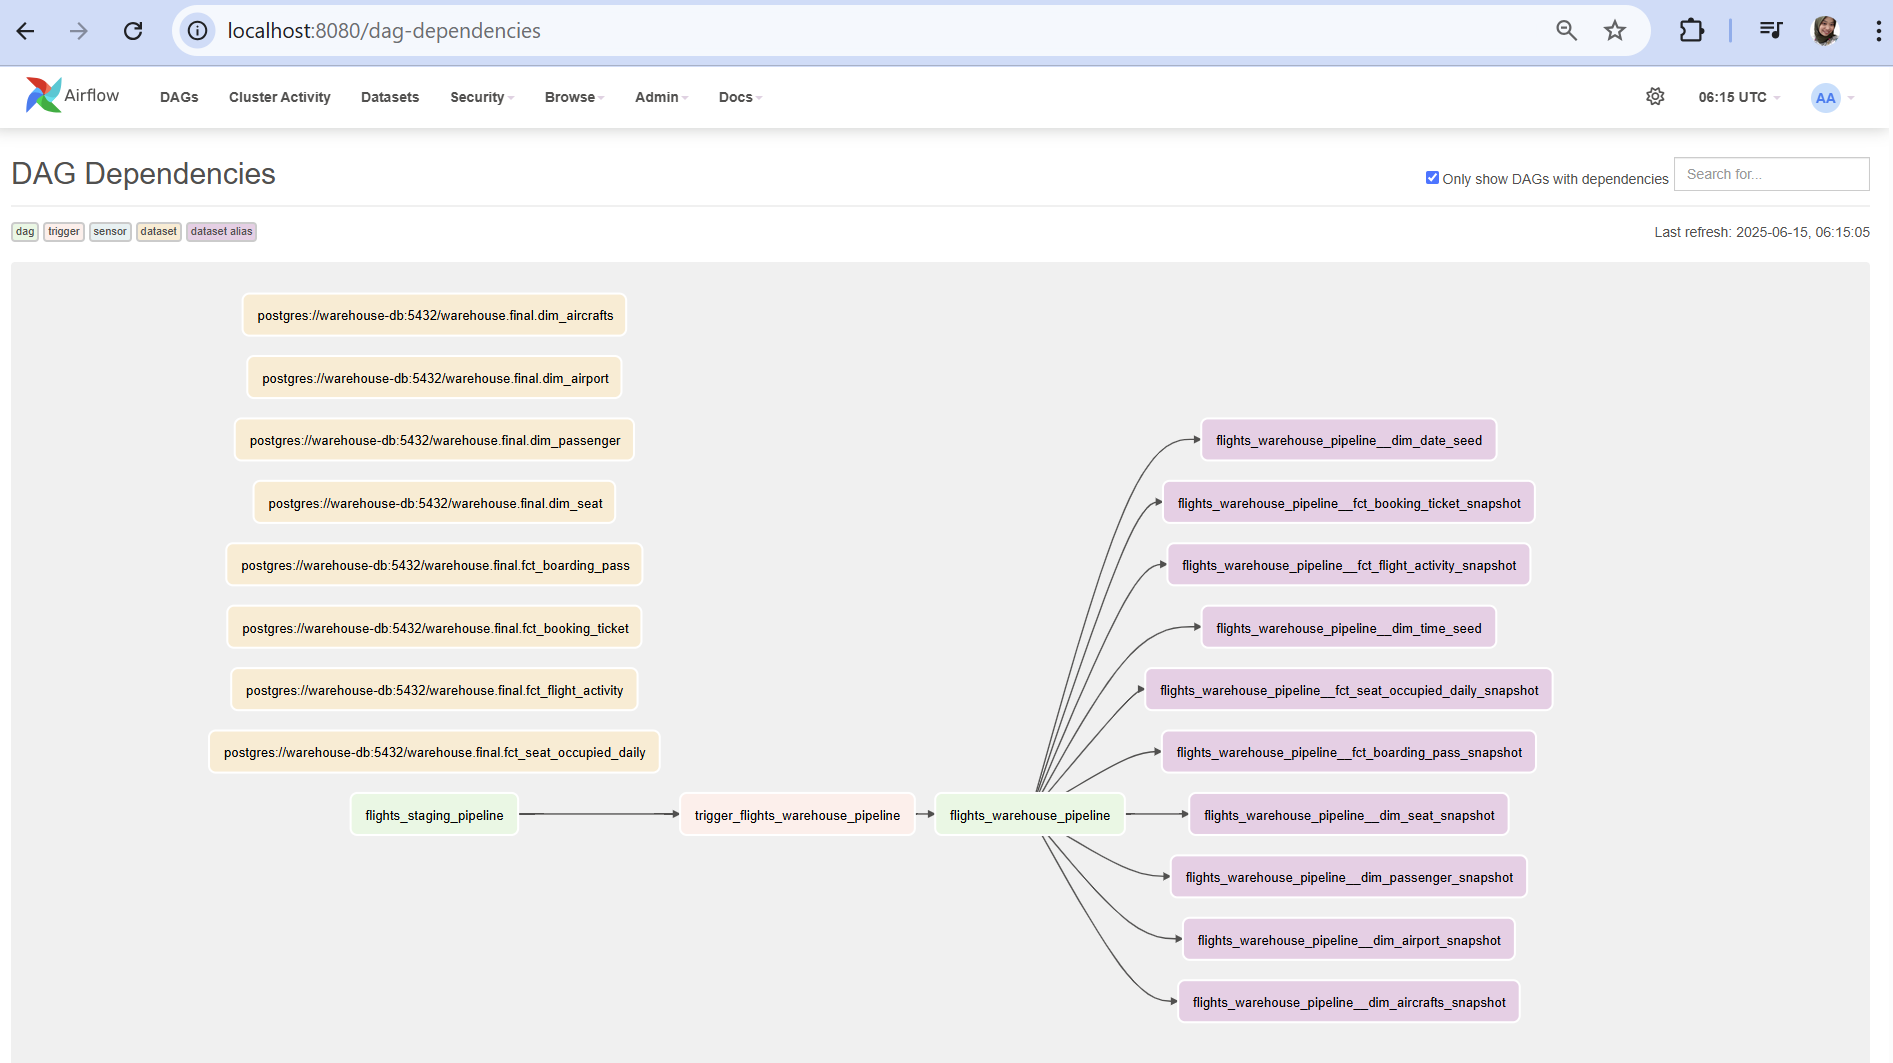 localhost:8080/dag-dependencies
Airflow DAGs Cluster Activity Datasets Security Browse Admin Docs 06:15 UTC AA
DAG Dependencies
Only show DAGs with dependencies Search for...
dag trigger sensor dataset dataset alias Last refresh: 2025-06-15, 06:15:05
postgres://warehouse-db:5432/warehouse.final.dim_aircrafts
postgres://warehouse-db:5432/warehouse.final.dim_airport
postgres://warehouse-db:5432/warehouse.final.dim_passenger
postgres://warehouse-db:5432/warehouse.final.dim_seat
postgres://warehouse-db:5432/warehouse.final.fct_boarding_pass
postgres://warehouse-db:5432/warehouse.final.fct_booking_ticket
postgres://warehouse-db:5432/warehouse.final.fct_flight_activity
postgres://warehouse-db:5432/warehouse.final.fct_seat_occupied_daily
flights_staging_pipeline
trigger_flights_warehouse_pipeline
flights_warehouse_pipeline
flights_warehouse_pipeline__dim_date_seed
flights_warehouse_pipeline__fct_booking_ticket_snapshot
flights_warehouse_pipeline__fct_flight_activity_snapshot
flights_warehouse_pipeline__dim_time_seed
flights_warehouse_pipeline__fct_seat_occupied_daily_snapshot
flights_warehouse_pipeline__fct_boarding_pass_snapshot
flights_warehouse_pipeline__dim_seat_snapshot
flights_warehouse_pipeline__dim_passenger_snapshot
flights_warehouse_pipeline__dim_airport_snapshot
flights_warehouse_pipeline__dim_aircrafts_snapshot